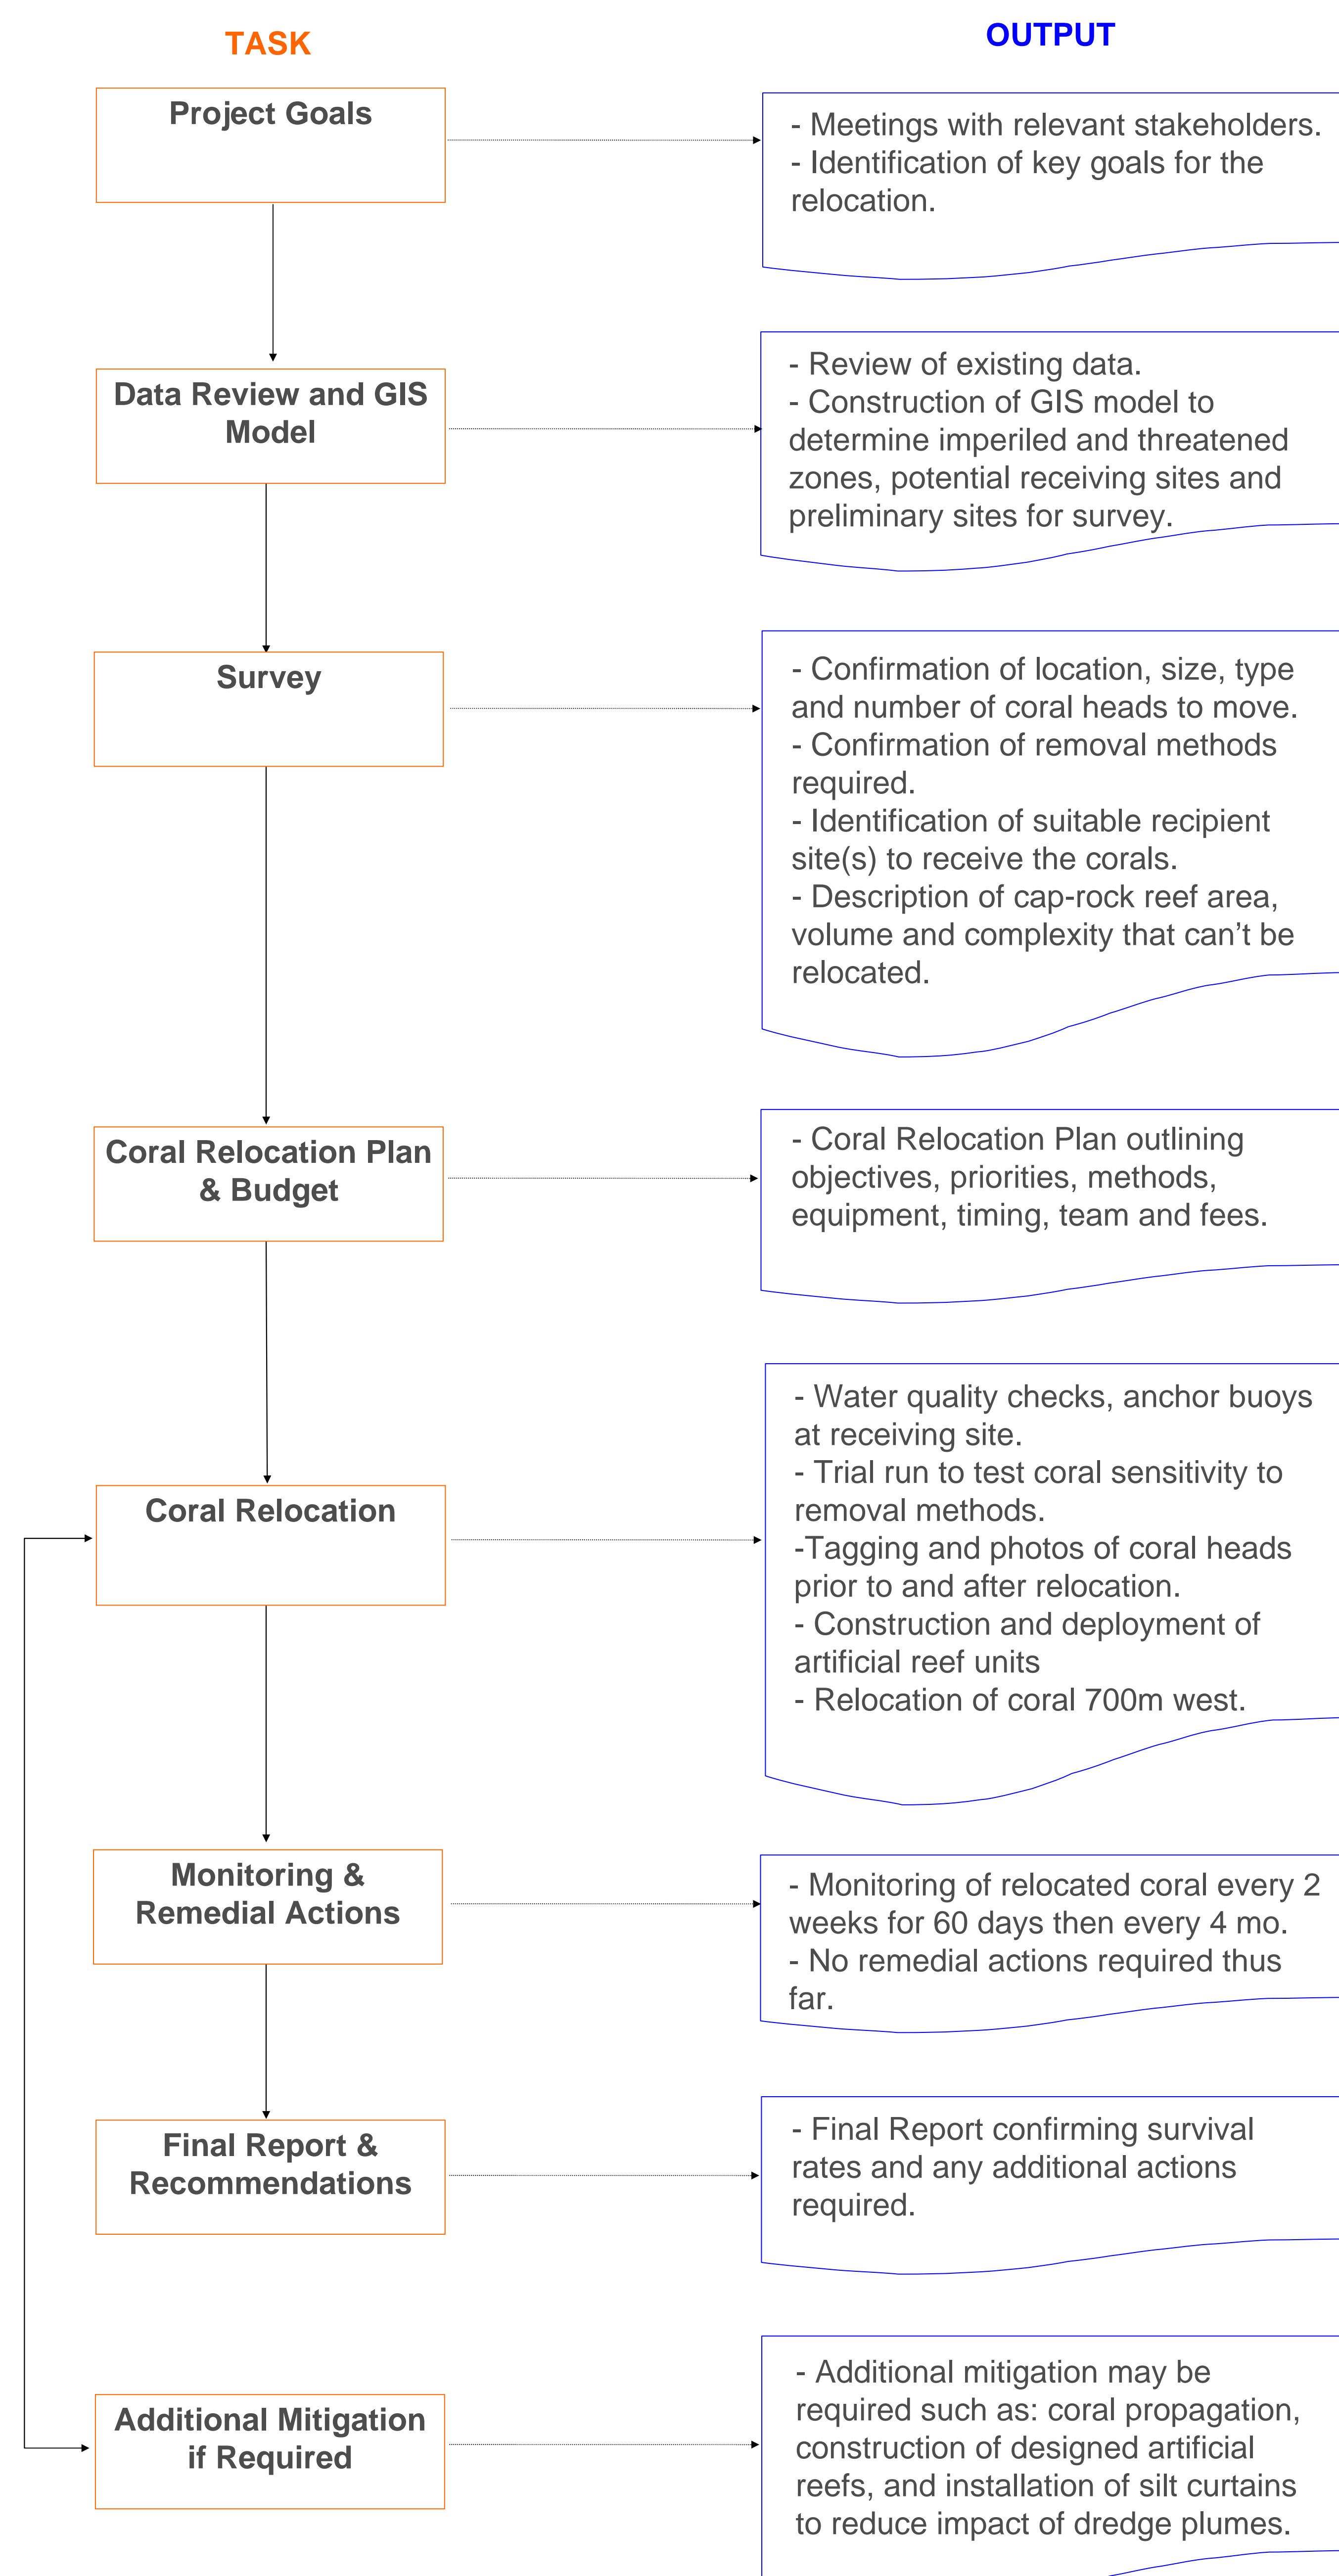 TASK
OUTPUT
Project Goals
- Meetings with relevant stakeholders.
- Identification of key goals for the
relocation.
Data Review and GIS
Model
- Review of existing data.
- Construction of GIS model to
determine imperiled and threatened
zones, potential receiving sites and
preliminary sites for survey.
Survey
- Confirmation of location, size, type
and number of coral heads to move.
- Confirmation of removal methods
required.
- Identification of suitable recipient
site(s) to receive the corals.
- Description of cap-rock reef area,
volume and complexity that can’t be
relocated.
Coral Relocation Plan
& Budget
- Coral Relocation Plan outlining
objectives, priorities, methods,
equipment, timing, team and fees.
Coral Relocation
- Water quality checks, anchor buoys
at receiving site.
- Trial run to test coral sensitivity to
removal methods.
-Tagging and photos of coral heads
prior to and after relocation.
- Construction and deployment of
artificial reef units
- Relocation of coral 700m west.
Monitoring &
Remedial Actions
- Monitoring of relocated coral every 2
weeks for 60 days then every 4 mo.
- No remedial actions required thus
far.
Final Report &
Recommendations
- Final Report confirming survival
rates and any additional actions
required.
Additional Mitigation
if Required
- Additional mitigation may be
required such as: coral propagation,
construction of designed artificial
reefs, and installation of silt curtains
to reduce impact of dredge plumes.